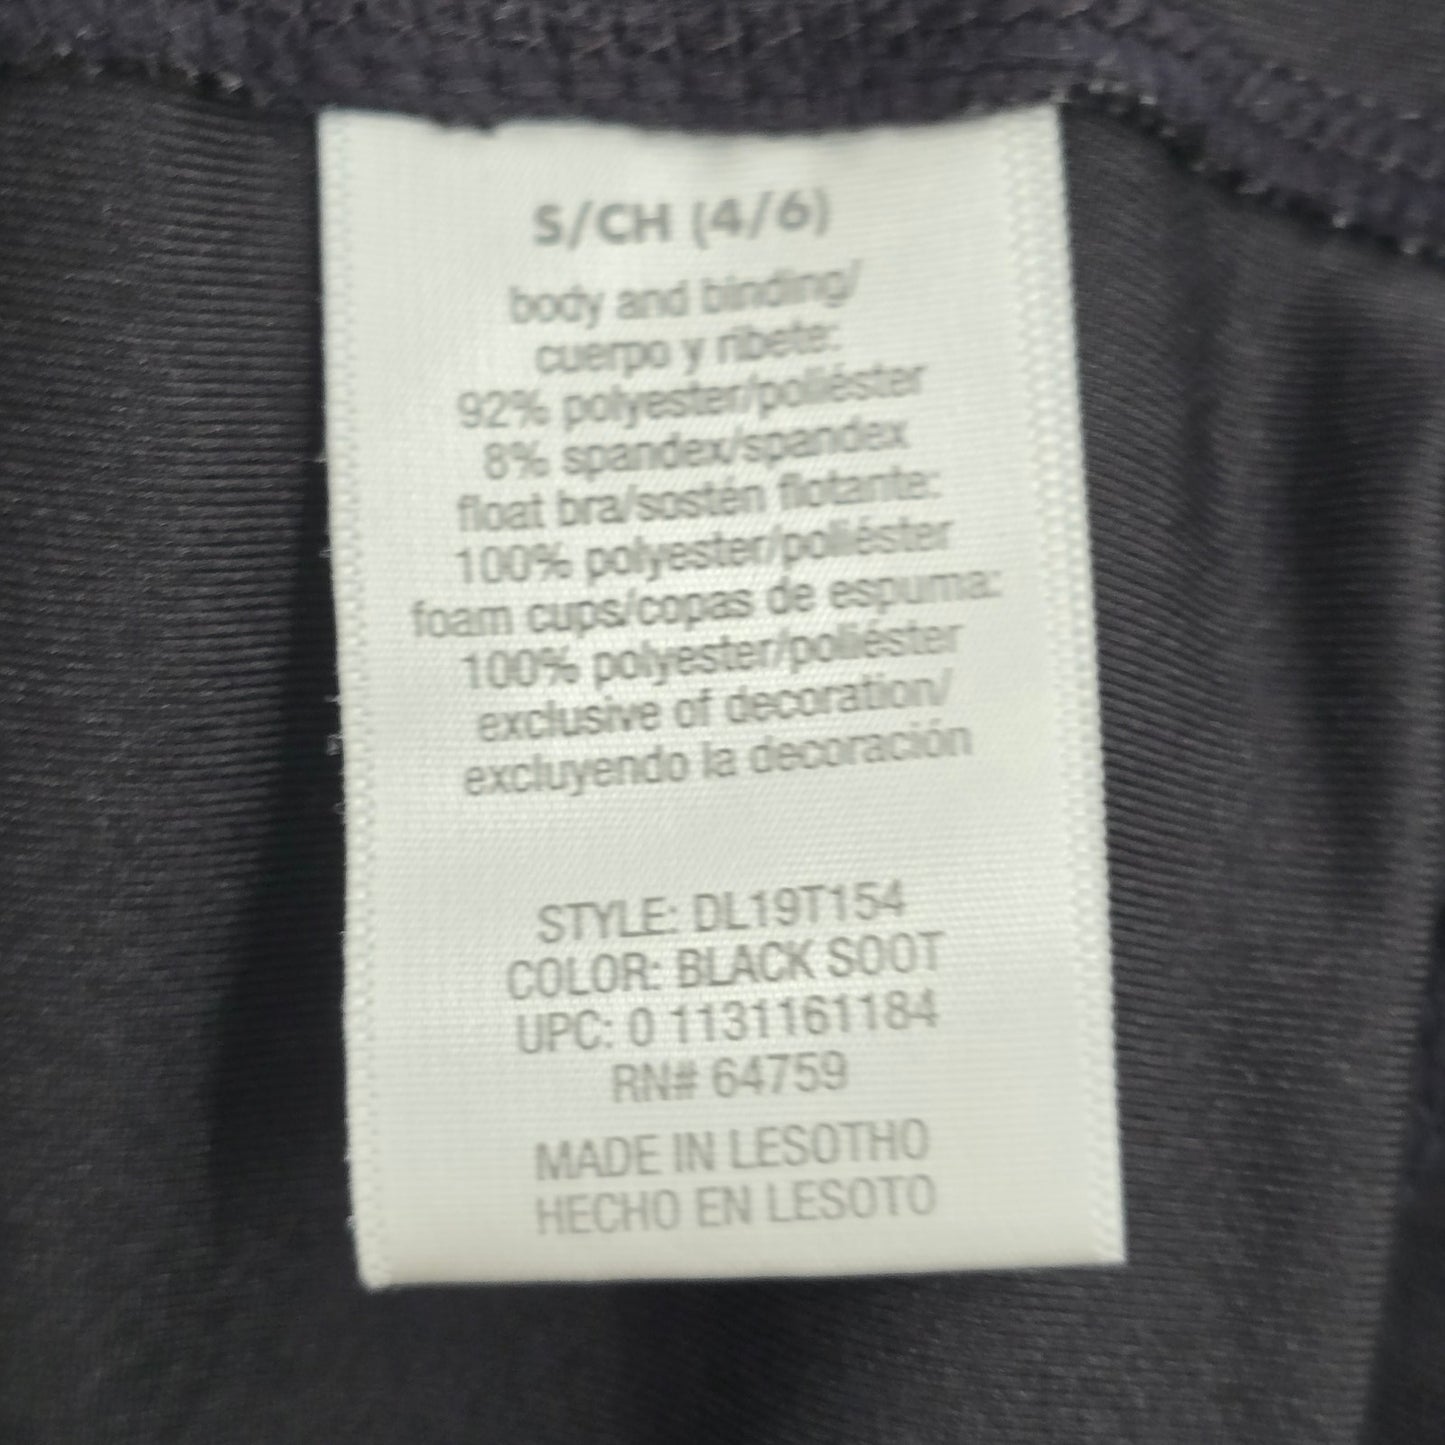 S/CH (4/6)
body and binding/
cuerpo y ribete:
92% polyester/poliéster
8% spandex/spandex
float bra/sostén flotante:
100% polyester/poliéster
foam cups/copas de espuma:
100% polyester/poliéster
exclusive of decoration/
excluyendo la decoración
STYLE: DL19T154
COLOR: BLACK SOOT
UPC: 0 1131161184
RN# 64759
MADE IN LESOTHO
HECHO EN LESOTO